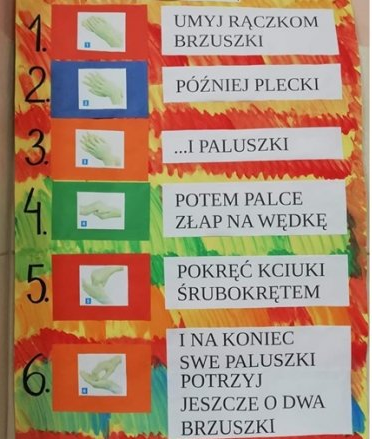 1. UMYJ RĄCZKOM
BRZUSZKI
2. PÓŹNIEJ PLECKI
3. ...I PALUSZKI
4. POTEM PALCE
ZŁAP NA WĘDKĘ
5. POKRĘĆ KCIUKI
ŚRUBOKRĘTEM
6. I NA KONIEC
SWE PALUSZKI
POTRZYJ
JESZCZE O DWA
BRZUSZKI